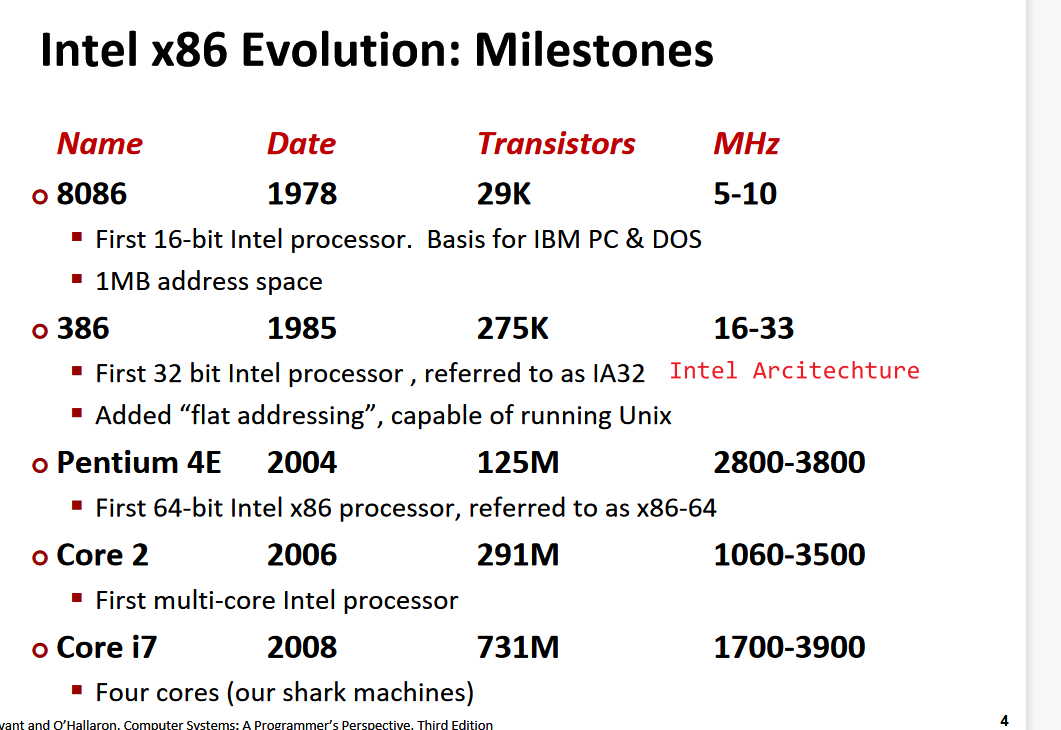 Intel x86 Evolution: Milestones
Name Date Transistors MHz
8086 1978 29K 5-10
First 16-bit Intel processor. Basis for IBM PC & DOS
1MB address space
386 1985 275K 16-33
First 32 bit Intel processor , referred to as IA32 Intel Arcitechture
Added “flat addressing”, capable of running Unix
Pentium 4E 2004 125M 2800-3800
First 64-bit Intel x86 processor, referred to as x86-64
Core 2 2006 291M 1060-3500
First multi-core Intel processor
Core i7 2008 731M 1700-3900
Four cores (our shark machines)
vant and O’Hallaron, Computer Systems: A Programmer’s Perspective, Third Edition 4